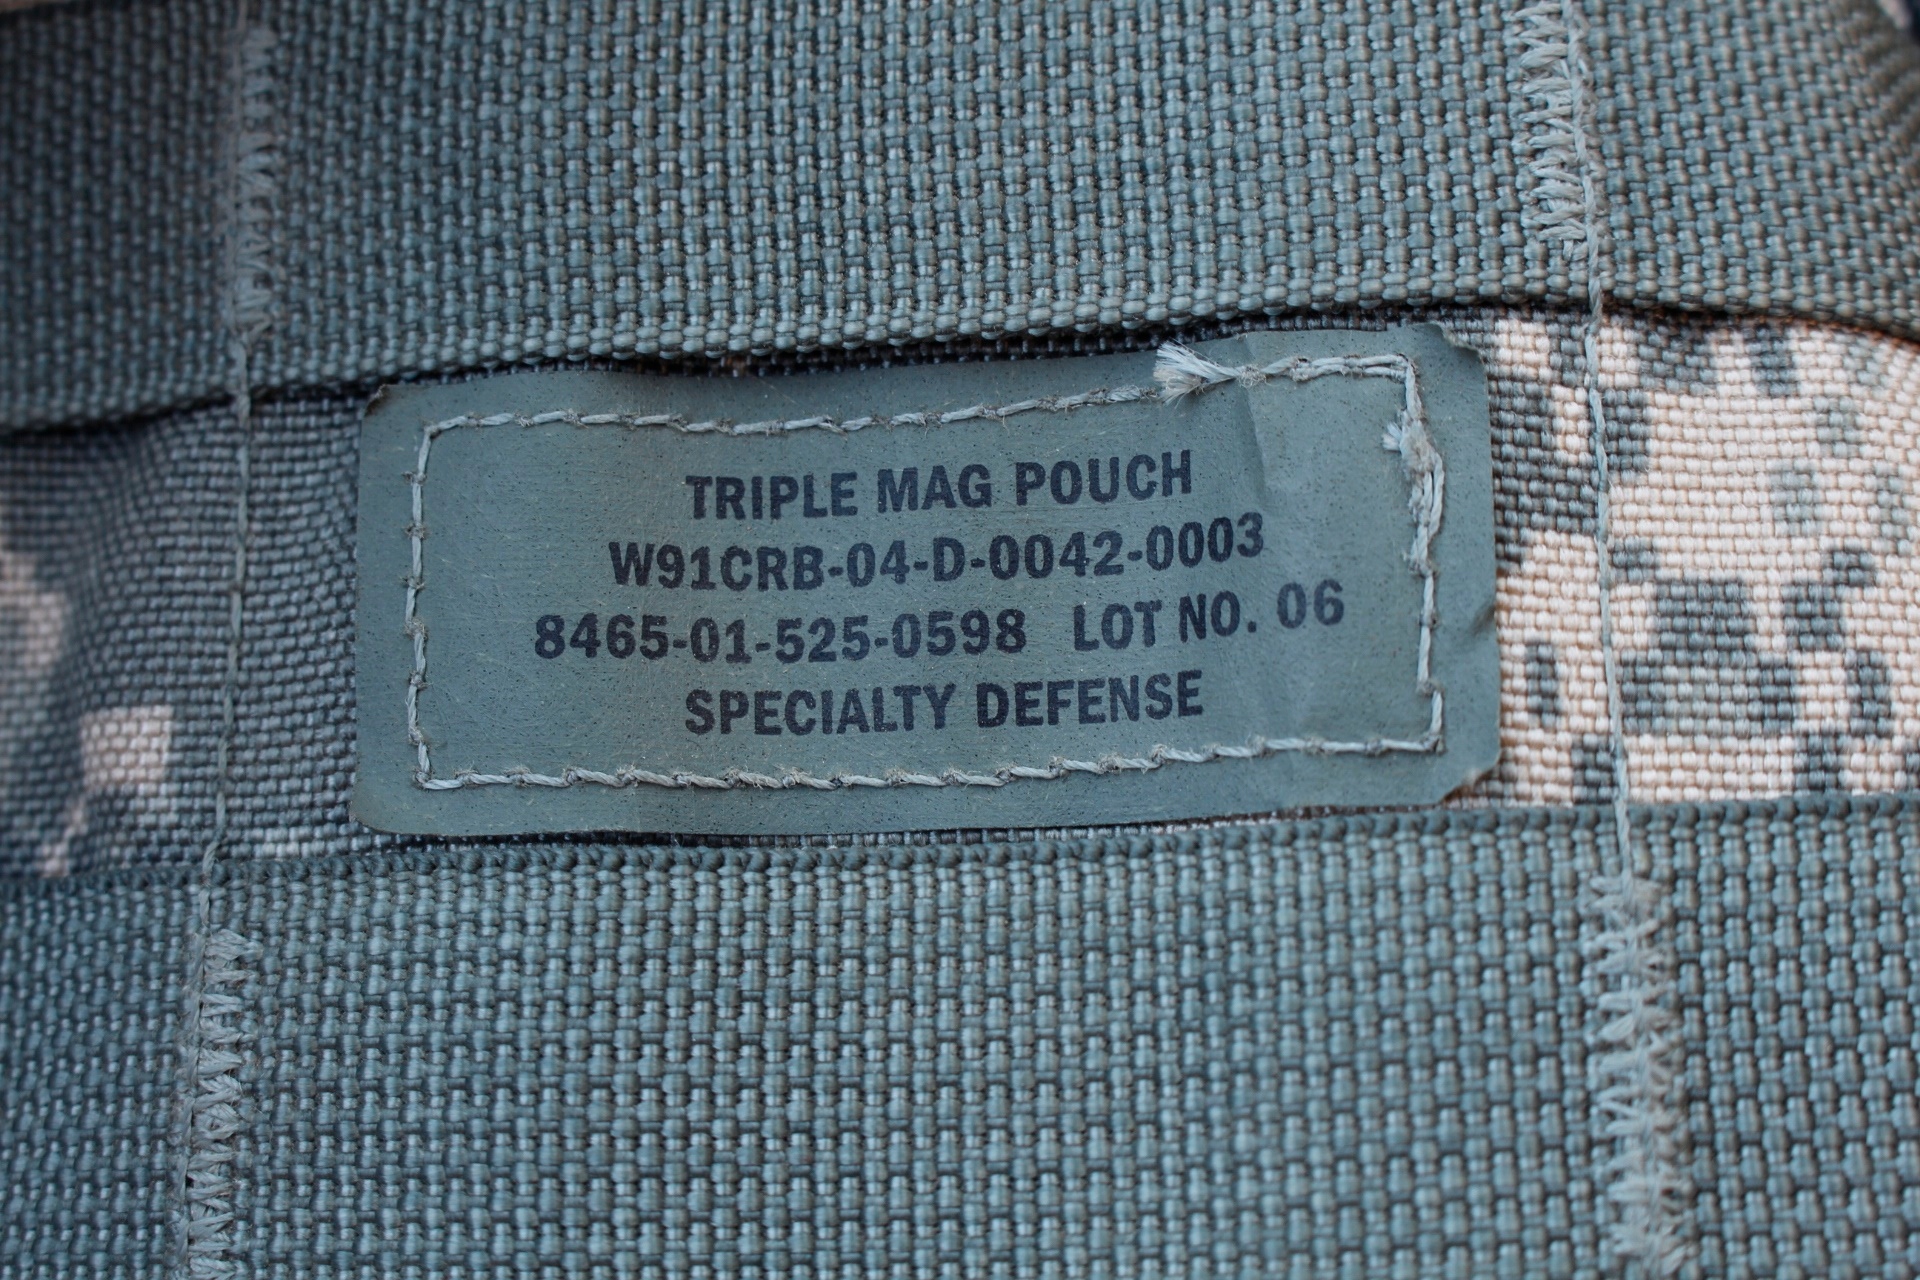 TRIPLE MAG POUCH
W91CRB-04-D-0042-0003
8465-01-525-0598 LOT NO. 06
SPECIALTY DEFENSE